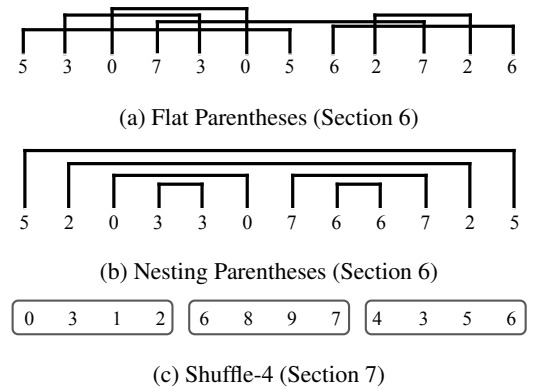 5 3 0 7 3 0 5 6 2 7 2 6
(a) Flat Parentheses (Section 6)
5 2 0 3 3 0 7 6 6 7 2 5
(b) Nesting Parentheses (Section 6)
0 3 1 2 6 8 9 7 4 3 5 6
(c) Shuffle-4 (Section 7)